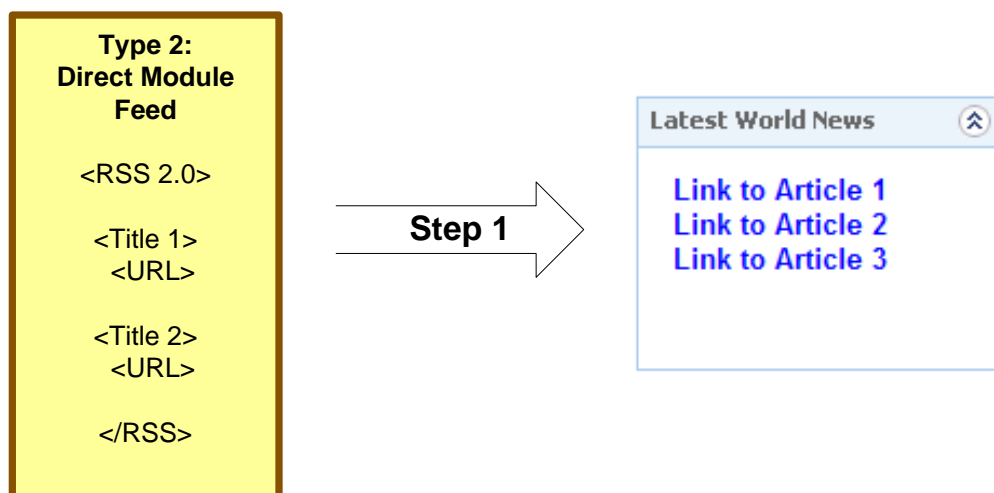 Type 2:
Direct Module
Feed
<RSS 2.0>
<Title 1>
<URL>
<Title 2>
<URL>
</RSS>
Step 1
Latest World News
Link to Article 1
Link to Article 2
Link to Article 3